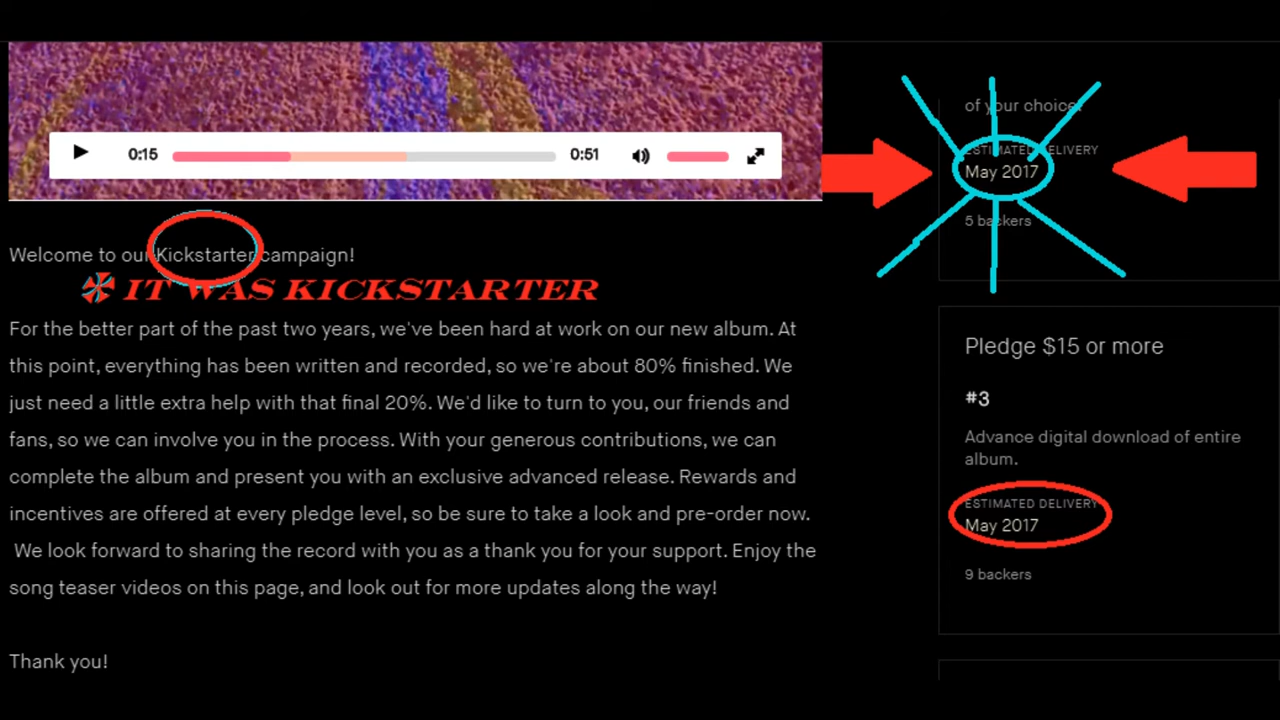 0:15
0:51
Welcome to our Kickstarter campaign!
IT WAS KICKSTARTER
For the better part of the past two years, we've been hard at work on our new album. At
this point, everything has been written and recorded, so we're about 80% finished. We
just need a little extra help with that final 20%. We'd like to turn to you, our friends and
fans, so we can involve you in the process. With your generous contributions, we can
complete the album and present you with an exclusive advanced release. Rewards and
incentives are offered at every pledge level, so be sure to take a look and pre-order now.
We look forward to sharing the record with you as a thank you for your support. Enjoy the
song teaser videos on this page, and look out for more updates along the way!
Thank you!
of your choice.
ESTIMATED DELIVERY
May 2017
5 backers
Pledge $15 or more
#3
Advance digital download of entire
album.
ESTIMATED DELIVERY
May 2017
9 backers